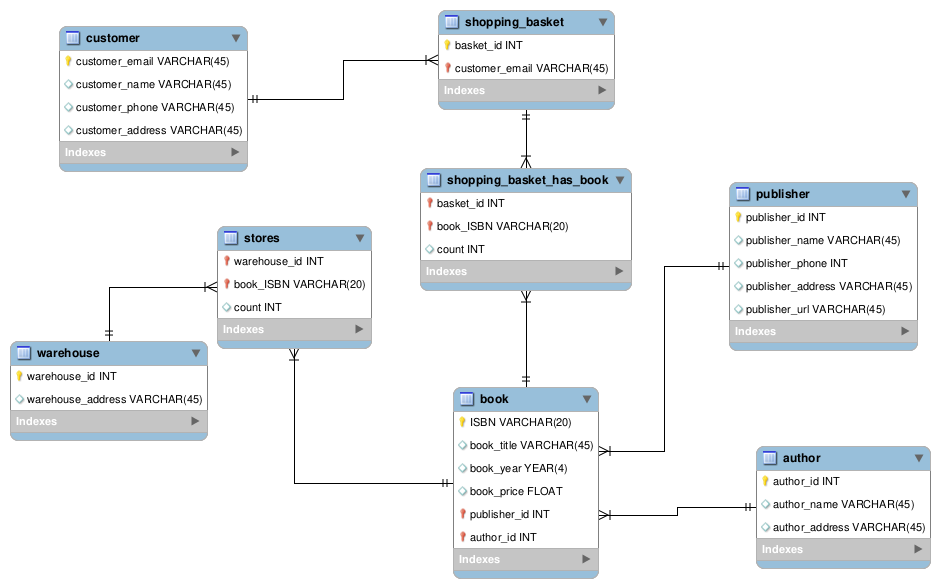 customer
customer_email VARCHAR(45)
customer_name VARCHAR(45)
customer_phone VARCHAR(45)
customer_address VARCHAR(45)
Indexes
shopping_basket
basket_id INT
customer_email VARCHAR(45)
Indexes
shopping_basket_has_book
basket_id INT
book_ISBN VARCHAR(20)
count INT
Indexes
publisher
publisher_id INT
publisher_name VARCHAR(45)
publisher_phone INT
publisher_address VARCHAR(45)
publisher_url VARCHAR(45)
Indexes
stores
warehouse_id INT
book_ISBN VARCHAR(20)
count INT
Indexes
warehouse
warehouse_id INT
warehouse_address VARCHAR(45)
Indexes
book
ISBN VARCHAR(20)
book_title VARCHAR(45)
book_year YEAR(4)
book_price FLOAT
publisher_id INT
author_id INT
Indexes
author
author_id INT
author_name VARCHAR(45)
author_address VARCHAR(45)
Indexes